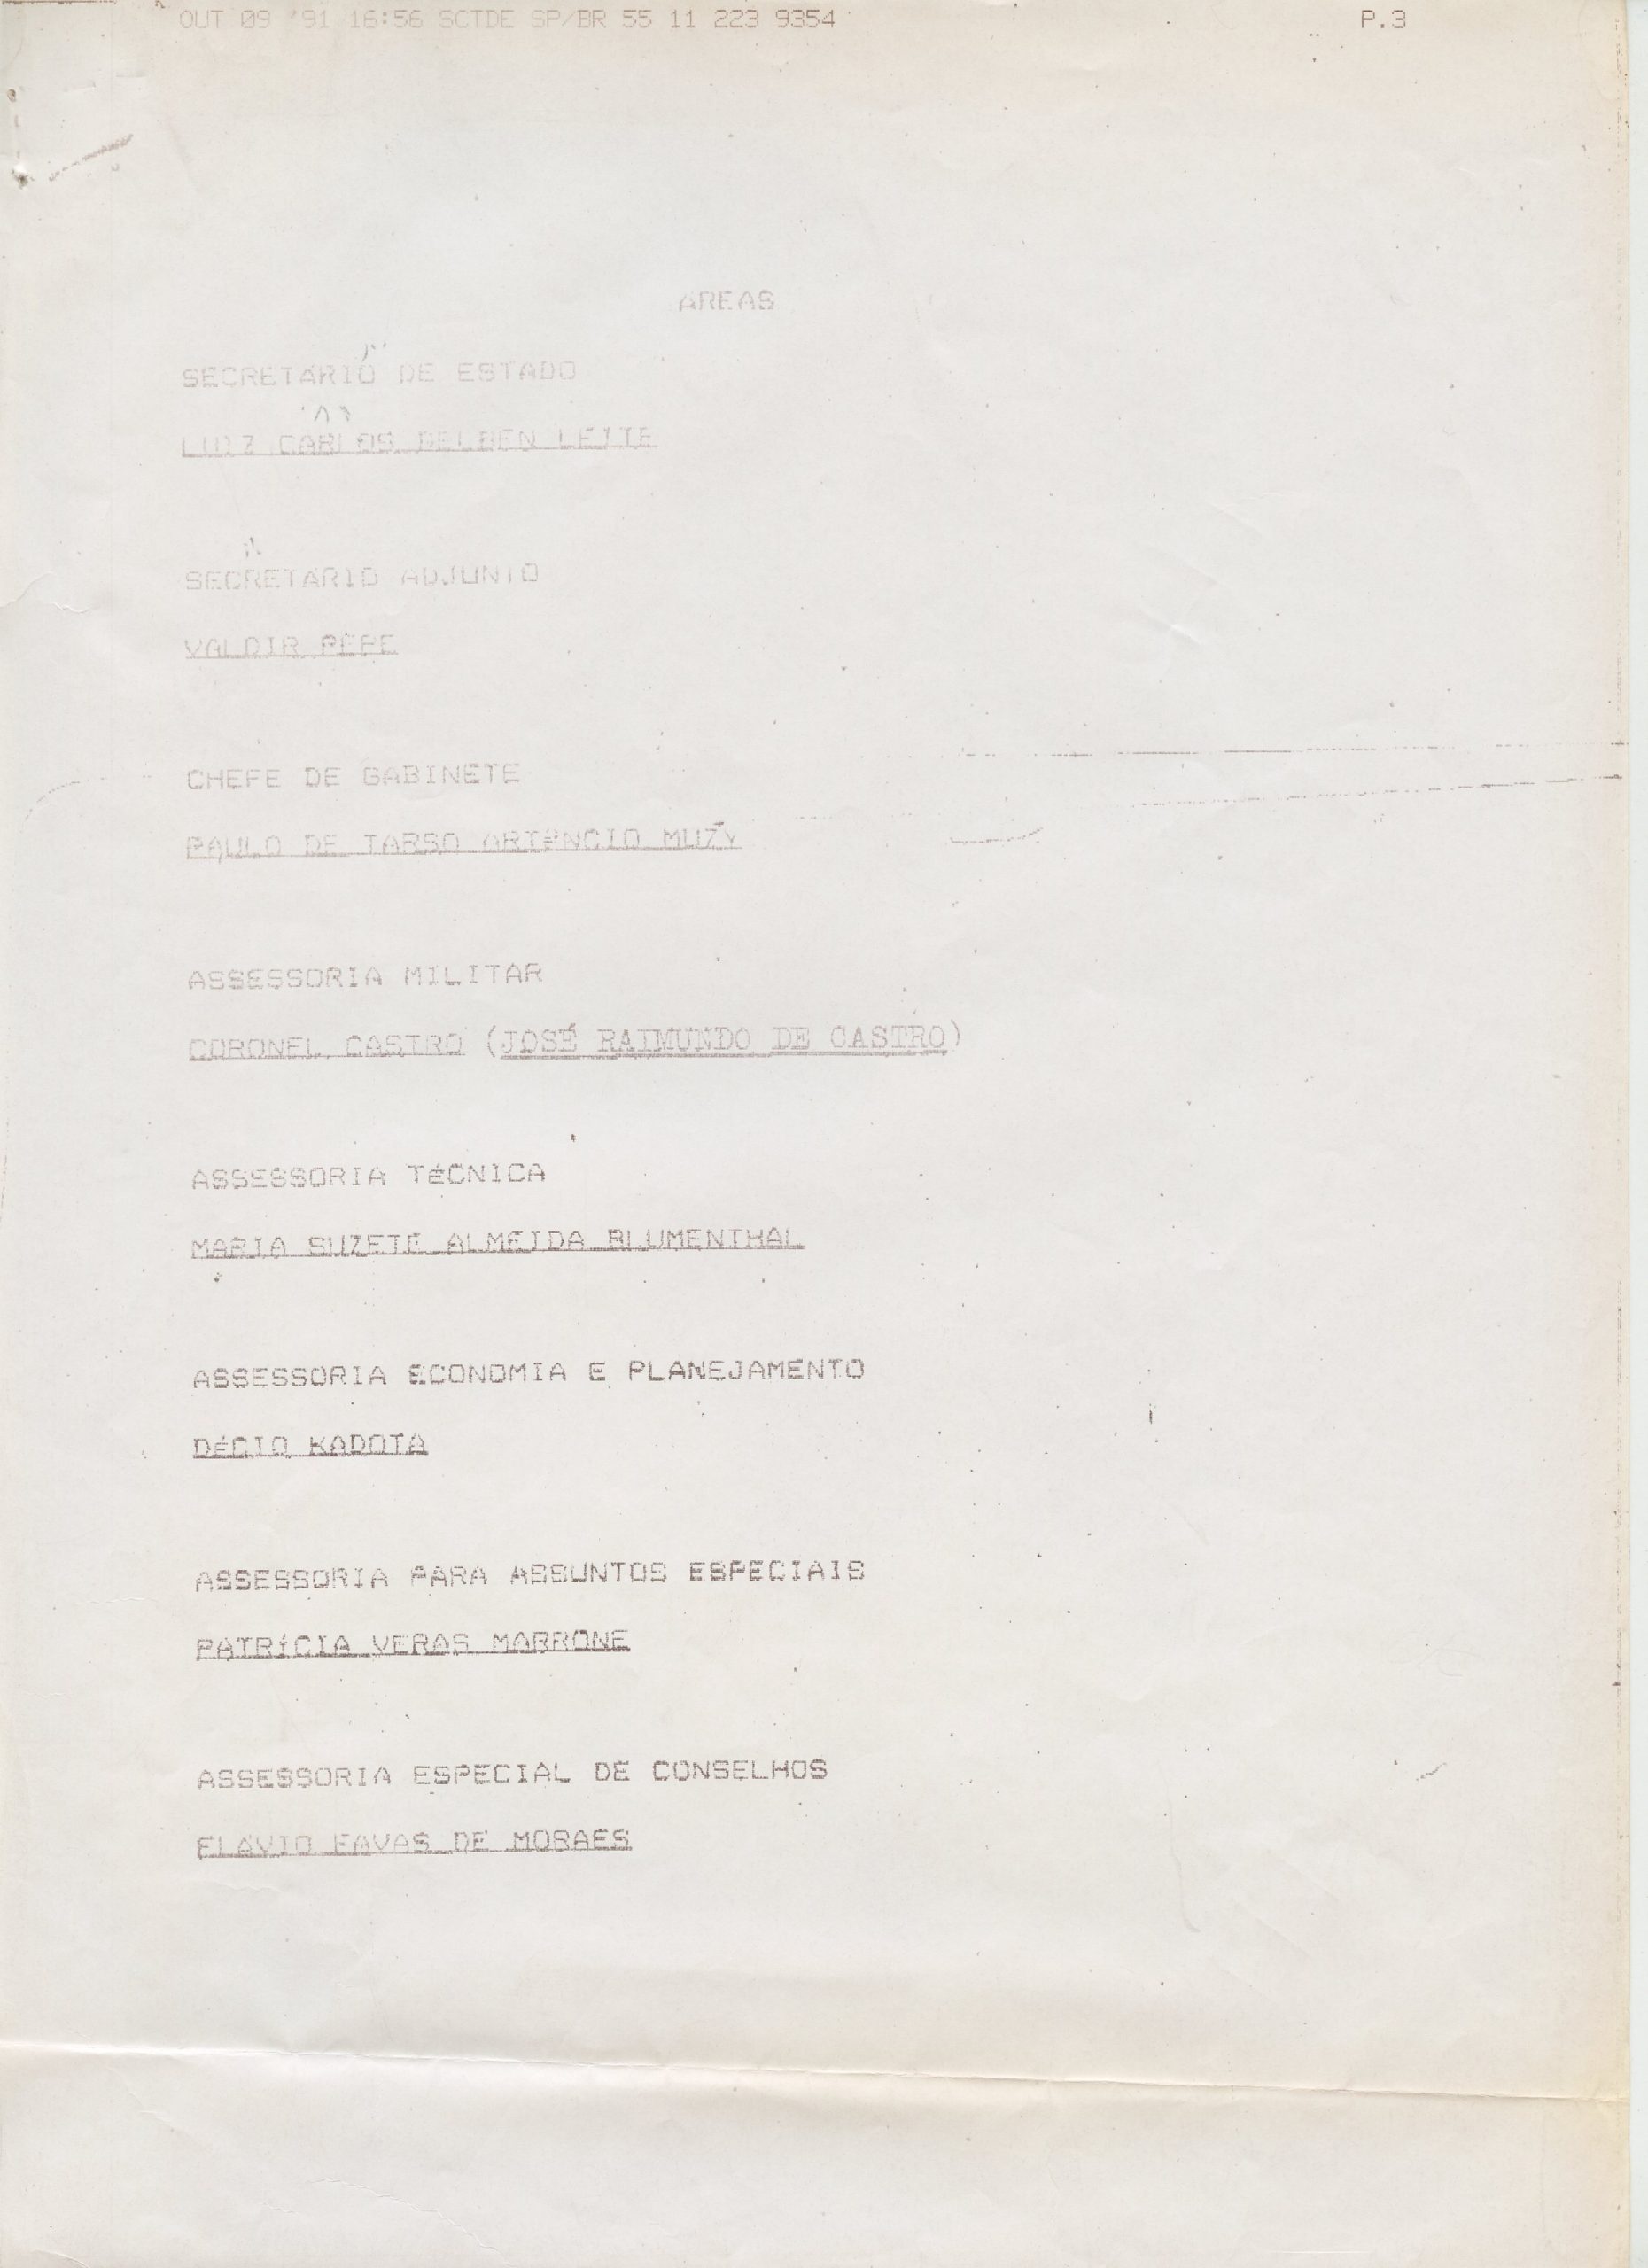 OUT 09 '91 16:56 SCTDE SP/BR 55 11 223 9354 P.3
AREAS
SECRETARIO DE ESTADO
LUIZ CARLOS DELBEN LEITE
SECRETARIO ADJUNTO
VALDIR PEPE
CHEFE DE GABINETE
PAULO DE TARSO MUZY
ASSESSORIA MILITAR
CORONEL CASTRO (JOSÉ RAIMUNDO DE CASTRO)
ASSESSORIA TéCNICA
MARIA SUZETE ALMEIDA BLUMENTHAL
ASSESSORIA ECONOMIA E PLANEJAMENTO
DéCIO KADOTA
ASSESSORIA PARA ASSUNTOS ESPECIAIS
PATRíCIA VERAS MARRONE
ASSESSORIA ESPECIAL DE CONSELHOS
FLAVIO FAVAS DE MORAES